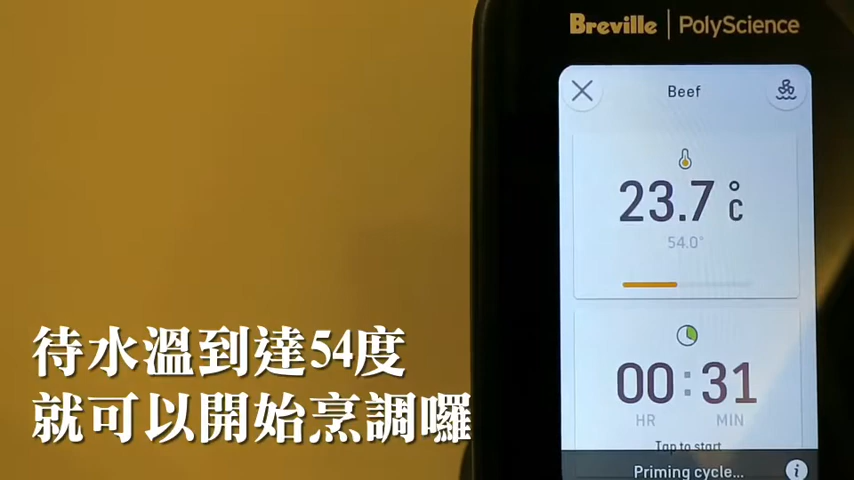 Breville | PolyScience
Beef
23.7 °C
54.0°
00:31
HR MIN
Tap to start
Priming cycle...
待水溫到達54度
就可以開始烹調囉